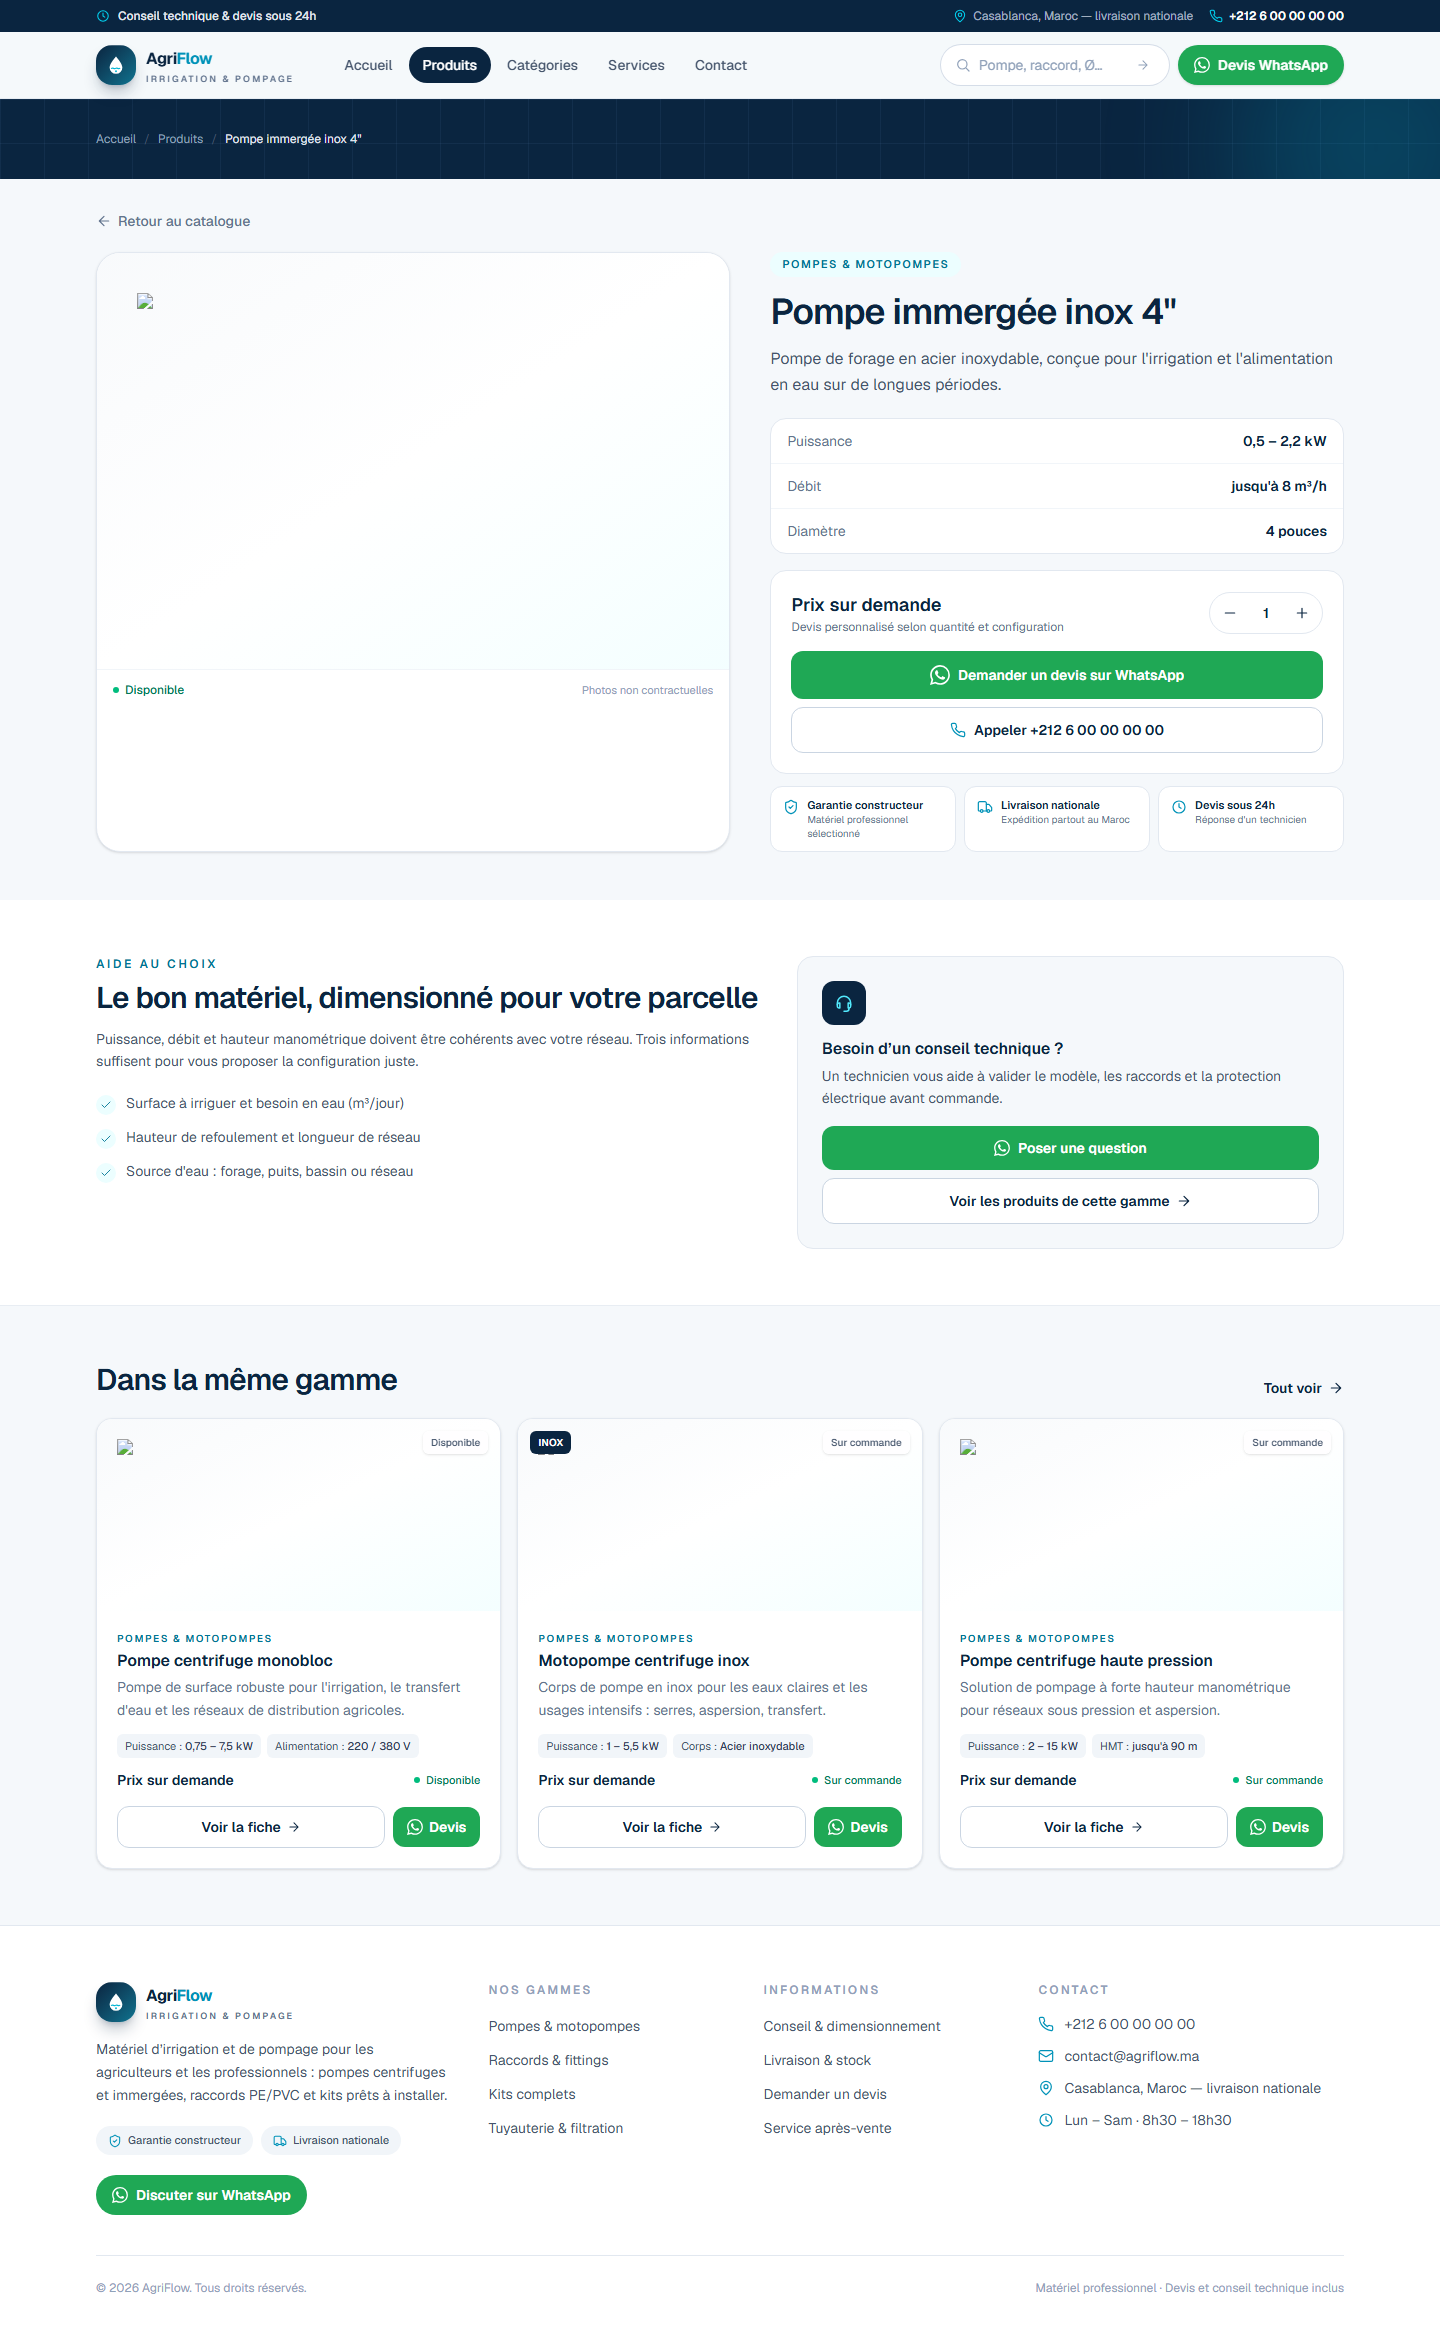 Conseil technique & devis sous 24h
Casablanca, Maroc — livraison nationale
+212 6 00 00 00 00
AgriFlow
IRRIGATION & POMPAGE
Accueil
Produits
Catégories
Services
Contact
Pompe, raccord, Ø...
Devis WhatsApp
Accueil / Produits / Pompe immergée inox 4"
Retour au catalogue
Disponible
Photos non contractuelles
POMPES & MOTOPOMPES
Pompe immergée inox 4"
Pompe de forage en acier inoxydable, conçue pour l'irrigation et l'alimentation
en eau sur de longues périodes.
Puissance
0,5 – 2,2 kW
Débit
jusqu'à 8 m³/h
Diamètre
4 pouces
Prix sur demande
Devis personnalisé selon quantité et configuration
1
Demander un devis sur WhatsApp
Appeler +212 6 00 00 00 00
Garantie constructeur
Matériel professionnel
sélectionné
Livraison nationale
Expédition partout au Maroc
Devis sous 24h
Réponse d'un technicien
AIDE AU CHOIX
Le bon matériel, dimensionné pour votre parcelle
Puissance, débit et hauteur manométrique doivent être cohérents avec votre réseau. Trois informations
suffisent pour vous proposer la configuration juste.
Surface à irriguer et besoin en eau (m³/jour)
Hauteur de refoulement et longueur de réseau
Source d'eau : forage, puits, bassin ou réseau
Besoin d’un conseil technique ?
Un technicien vous aide à valider le modèle, les raccords et la protection
électrique avant commande.
Poser une question
Voir les produits de cette gamme
Dans la même gamme
Tout voir
Disponible
POMPES & MOTOPOMPES
Pompe centrifuge monobloc
Pompe de surface robuste pour l'irrigation, le transfert
d'eau et les réseaux de distribution agricoles.
Puissance : 0,75 – 7,5 kW
Alimentation : 220 / 380 V
Prix sur demande
Disponible
Voir la fiche
Devis
INOX
Sur commande
POMPES & MOTOPOMPES
Motopompe centrifuge inox
Corps de pompe en inox pour les eaux claires et les
usages intensifs : serres, aspersion, transfert.
Puissance : 1 – 5,5 kW
Corps : Acier inoxydable
Prix sur demande
Sur commande
Voir la fiche
Devis
Sur commande
POMPES & MOTOPOMPES
Pompe centrifuge haute pression
Solution de pompage à forte hauteur manométrique
pour réseaux sous pression et aspersion.
Puissance : 2 – 15 kW
HMT : jusqu'à 90 m
Prix sur demande
Sur commande
Voir la fiche
Devis
AgriFlow
IRRIGATION & POMPAGE
Matériel d'irrigation et de pompage pour les
agriculteurs et les professionnels : pompes centrifuges
et immergées, raccords PE/PVC et kits prêts à installer.
Garantie constructeur
Livraison nationale
Discuter sur WhatsApp
NOS GAMMES
Pompes & motopompes
Raccords & fittings
Kits complets
Tuyauterie & filtration
INFORMATIONS
Conseil & dimensionnement
Livraison & stock
Demander un devis
Service après-vente
CONTACT
+212 6 00 00 00 00
contact@agriflow.ma
Casablanca, Maroc — livraison nationale
Lun – Sam · 8h30 – 18h30
© 2026 AgriFlow. Tous droits réservés.
Matériel professionnel · Devis et conseil technique inclus